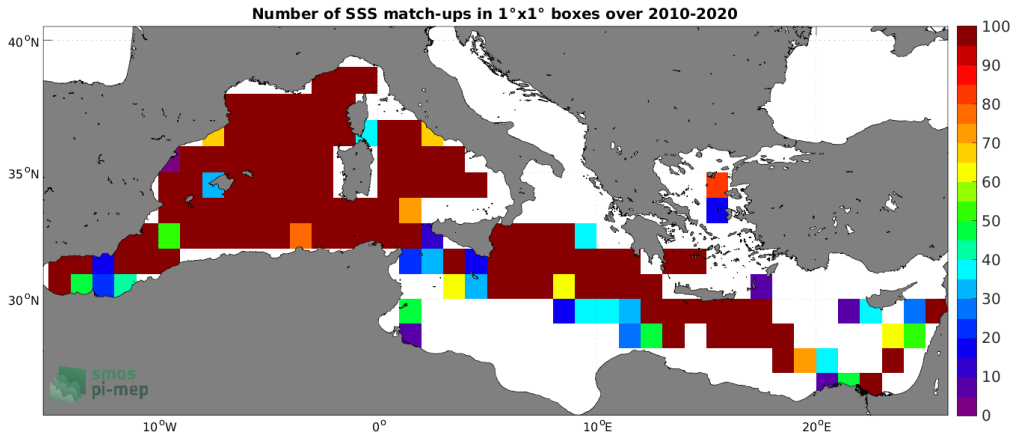 Number of SSS match-ups in 1°x1° boxes over 2010-2020
40°N
35°N
30°N
10°W
0°
10°E
20°E
100
90
80
70
60
50
40
30
20
10
0
smos
pi-mep